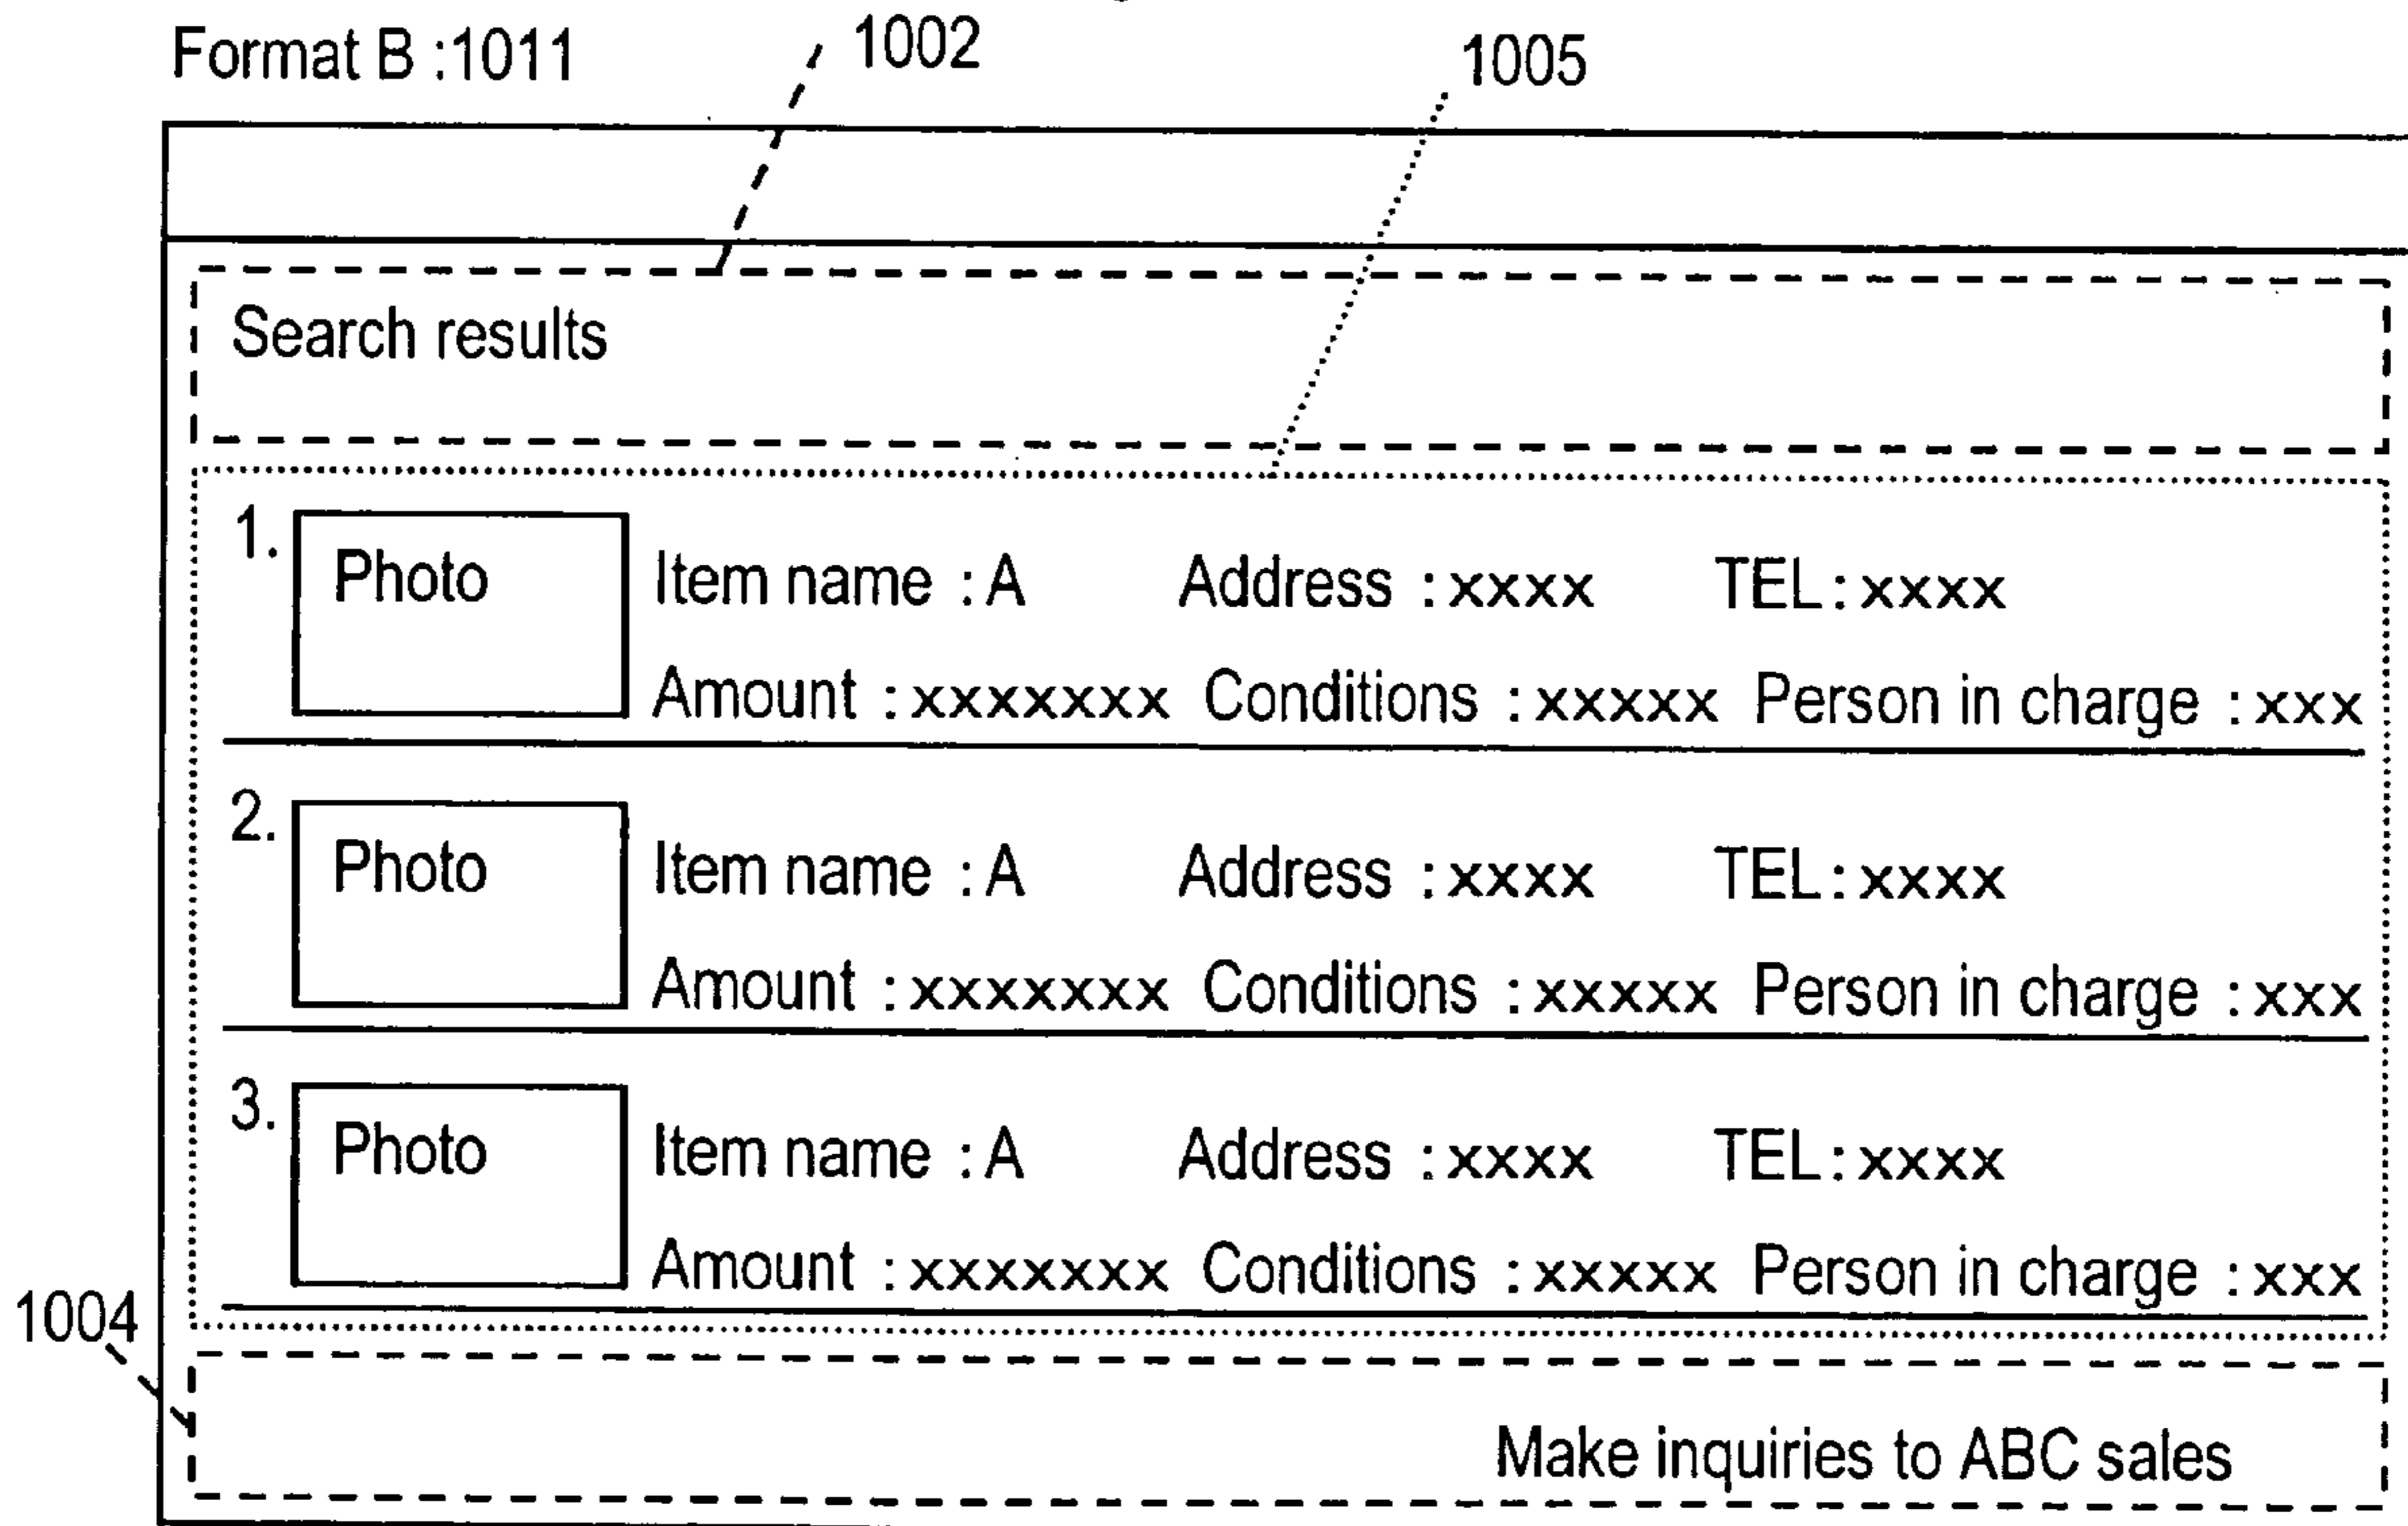 Format B :1011
1002
1005
Search results
1. Photo Item name :A Address :xxxx TEL:xxxx
Amount :xxxxxxx Conditions :xxxxx Person in charge :xxx
2. Photo Item name :A Address :xxxx TEL:xxxx
Amount :xxxxxxx Conditions :xxxxx Person in charge :xxx
3. Photo Item name :A Address :xxxx TEL:xxxx
Amount :xxxxxxx Conditions :xxxxx Person in charge :xxx
1004
Make inquiries to ABC sales